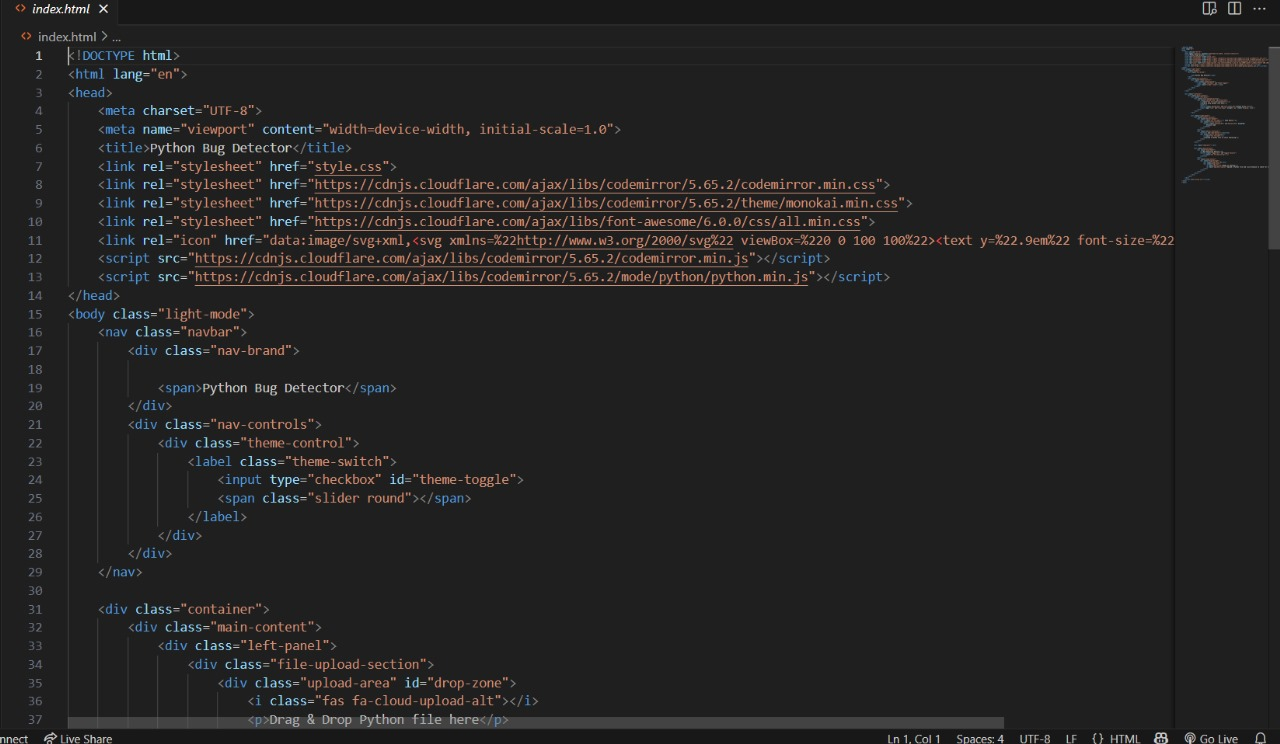 index.html
index.html > ...
1 <!DOCTYPE html>
2 <html lang="en">
3 <head>
4 <meta charset="UTF-8">
5 <meta name="viewport" content="width=device-width, initial-scale=1.0">
6 <title>Python Bug Detector</title>
7 <link rel="stylesheet" href="style.css">
8 <link rel="stylesheet" href="https://cdnjs.cloudflare.com/ajax/libs/codemirror/5.65.2/codemirror.min.css">
9 <link rel="stylesheet" href="https://cdnjs.cloudflare.com/ajax/libs/codemirror/5.65.2/theme/monokai.min.css">
10 <link rel="stylesheet" href="https://cdnjs.cloudflare.com/ajax/libs/font-awesome/6.0.0/css/all.min.css">
11 <link rel="icon" href="data:image/svg+xml,<svg xmlns=%22http://www.w3.org/2000/svg%22 viewBox=%220 0 100 100%22><text y=%22.9em%22 font-size=%22
12 <script src="https://cdnjs.cloudflare.com/ajax/libs/codemirror/5.65.2/codemirror.min.js"></script>
13 <script src="https://cdnjs.cloudflare.com/ajax/libs/codemirror/5.65.2/mode/python/python.min.js"></script>
14 </head>
15 <body class="light-mode">
16 <nav class="navbar">
17 <div class="nav-brand">
18
19 <span>Python Bug Detector</span>
20 </div>
21 <div class="nav-controls">
22 <div class="theme-control">
23 <label class="theme-switch">
24 <input type="checkbox" id="theme-toggle">
25 <span class="slider round"></span>
26 </label>
27 </div>
28 </div>
29 </nav>
30
31 <div class="container">
32 <div class="main-content">
33 <div class="left-panel">
34 <div class="file-upload-section">
35 <div class="upload-area" id="drop-zone">
36 <i class="fas fa-cloud-upload-alt"></i>
37 <p>Drag & Drop Python file here</p>
nnect Live Share Ln 1, Col 1 Spaces: 4 UTF-8 LF {} HTML Go Live